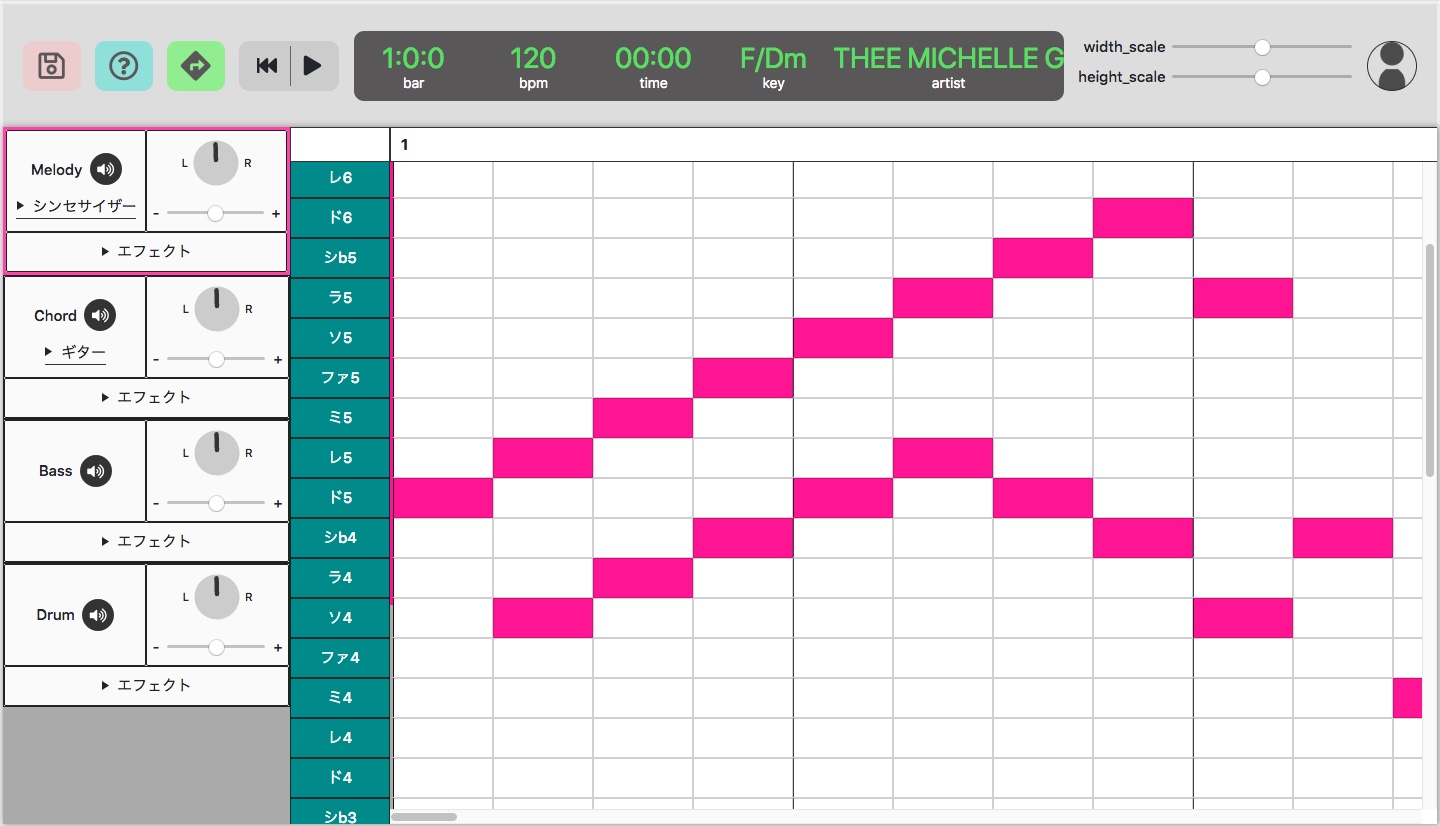 1:0:0 120 00:00 F/Dm THEE MICHELLE G
bar bpm time key artist
width_scale
height_scale
1
Melody L R
シンセサイザー - +
エフェクト
Chord L R
ギター - +
エフェクト
Bass L R
- +
エフェクト
Drum L R
- +
エフェクト
レ6
ド6
シb5
ラ5
ソ5
ファ5
ミ5
レ5
ド5
シb4
ラ4
ソ4
ファ4
ミ4
レ4
ド4
シb3